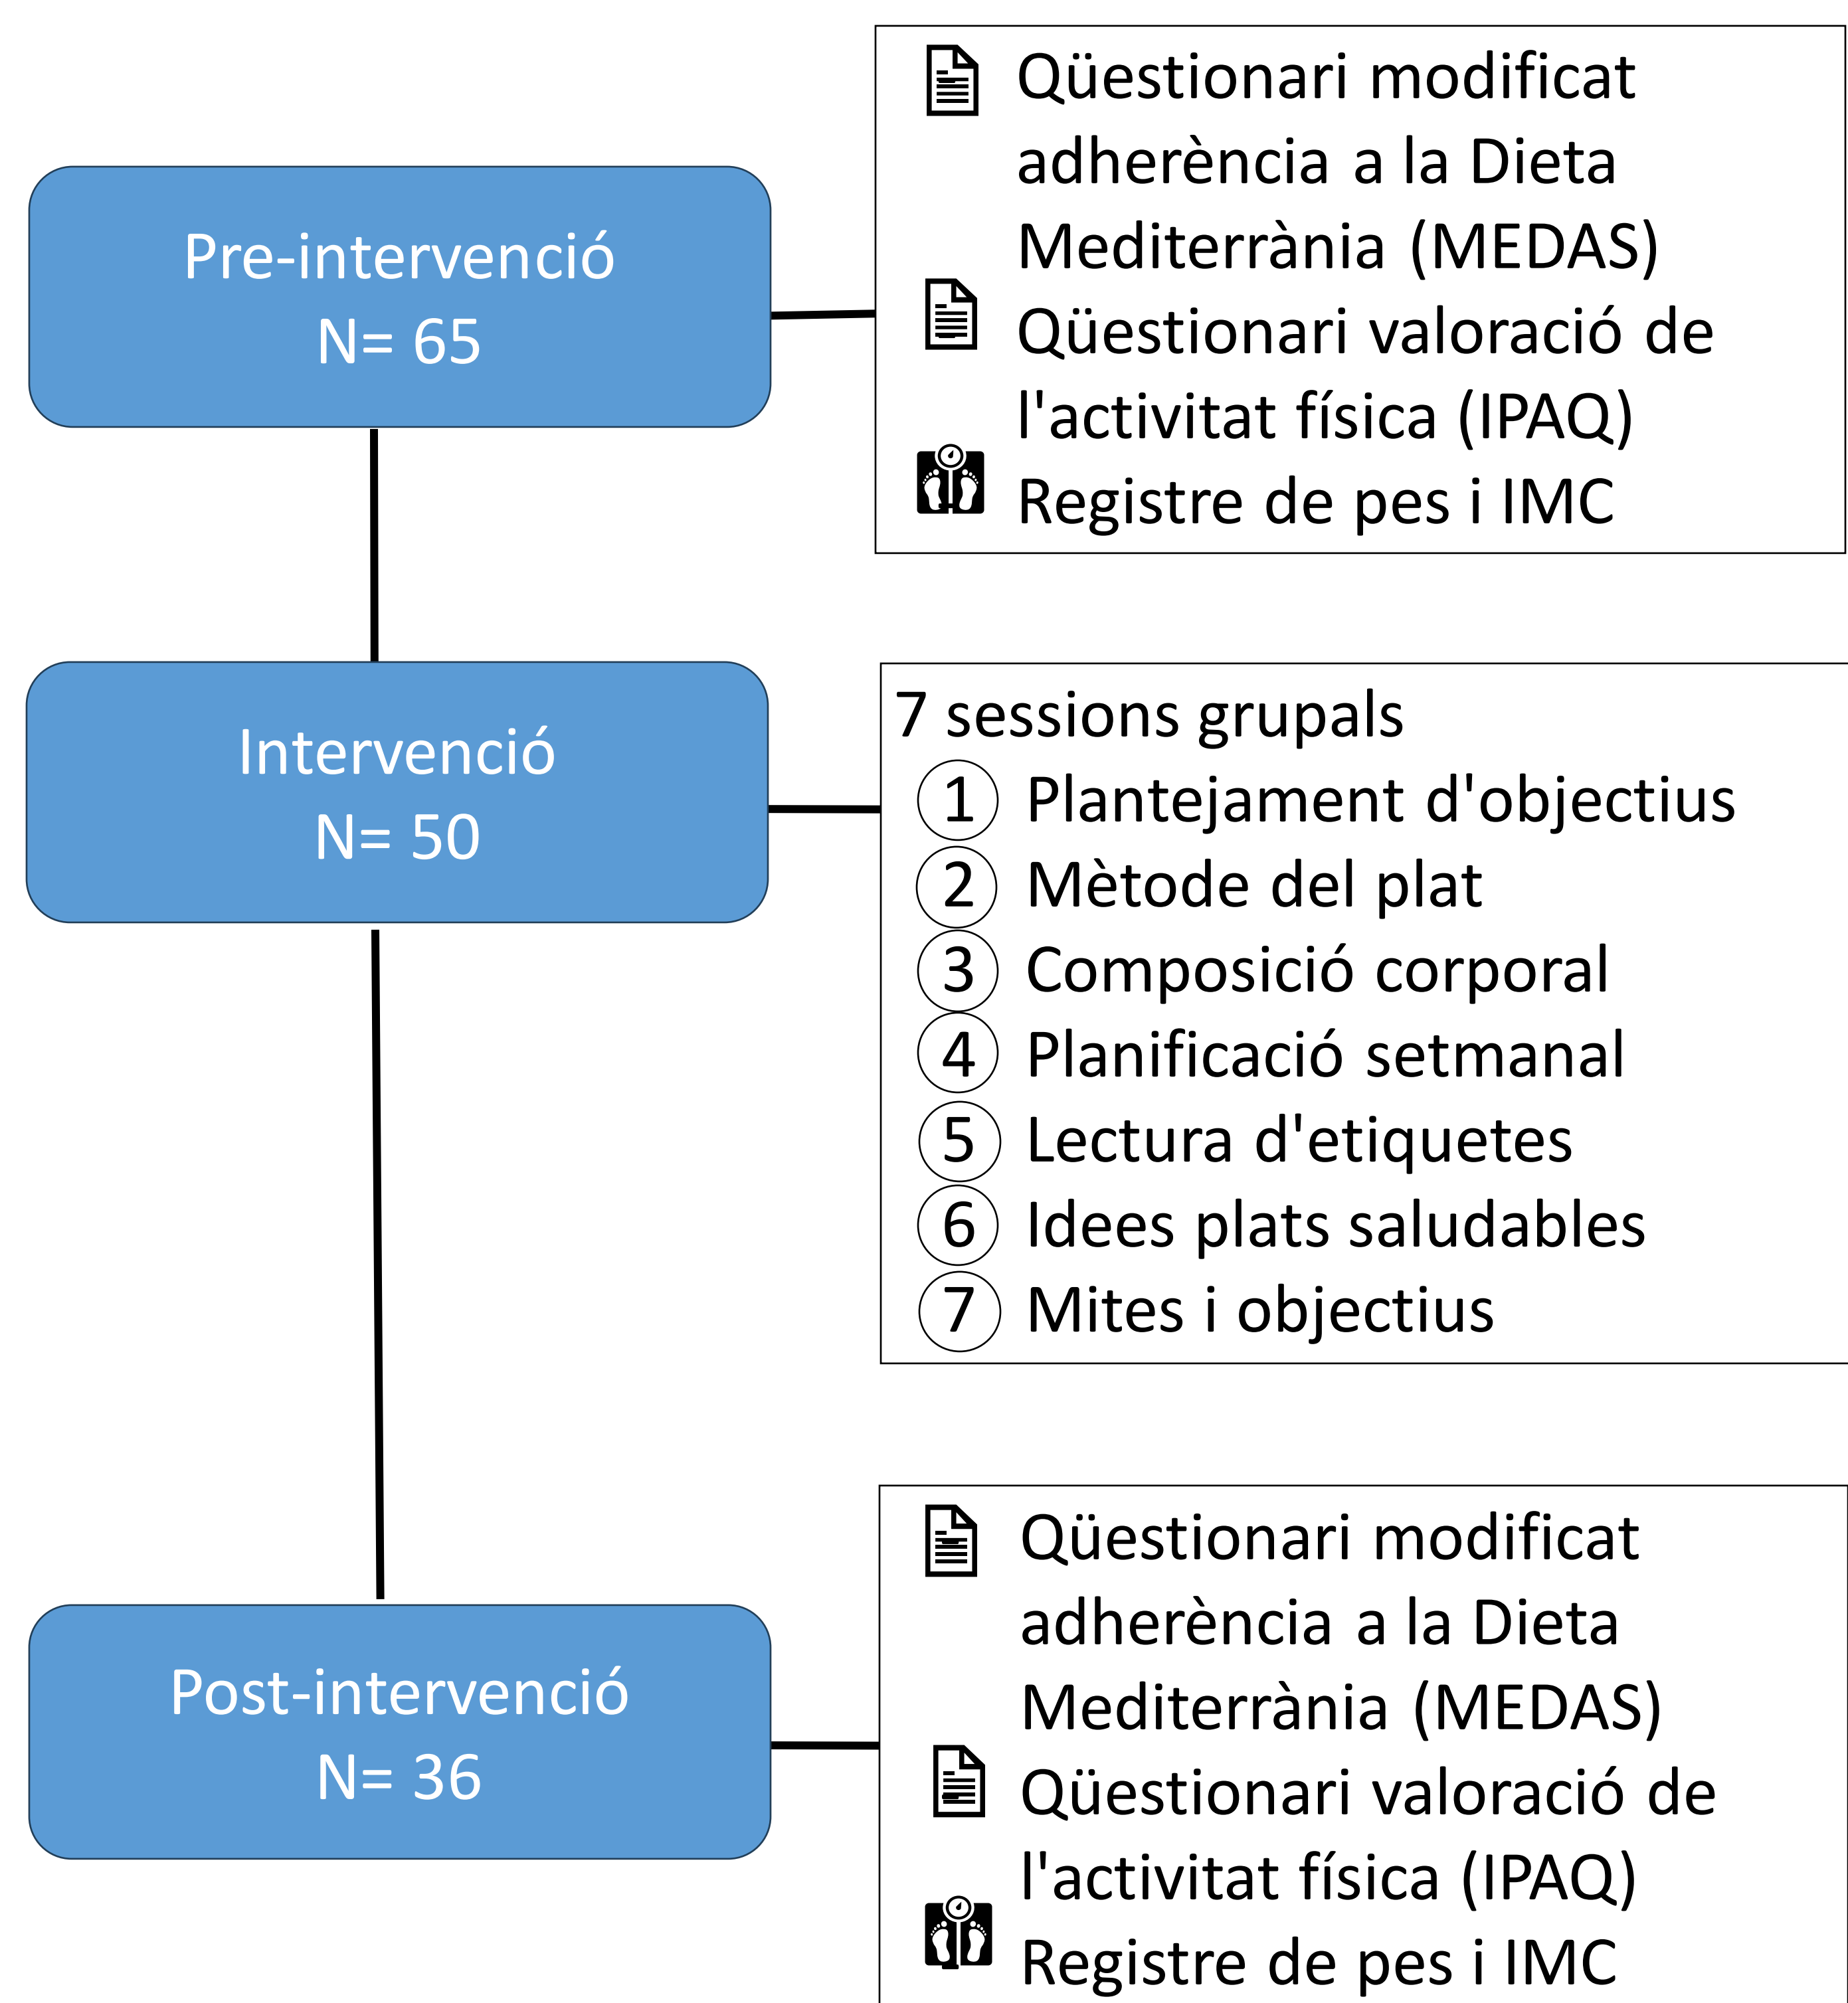 Qüestionari modificat
adherència a la Dieta
Mediterrània (MEDAS)
Qüestionari valoració de
l'activitat física (IPAQ)
Registre de pes i IMC
Pre-intervenció
N= 65
Intervenció
N= 50
7 sessions grupals
1 Plantejament d'objectius
2 Mètode del plat
3 Composició corporal
4 Planificació setmanal
5 Lectura d'etiquetes
6 Idees plats saludables
7 Mites i objectius
Post-intervenció
N= 36
Qüestionari modificat
adherència a la Dieta
Mediterrània (MEDAS)
Qüestionari valoració de
l'activitat física (IPAQ)
Registre de pes i IMC